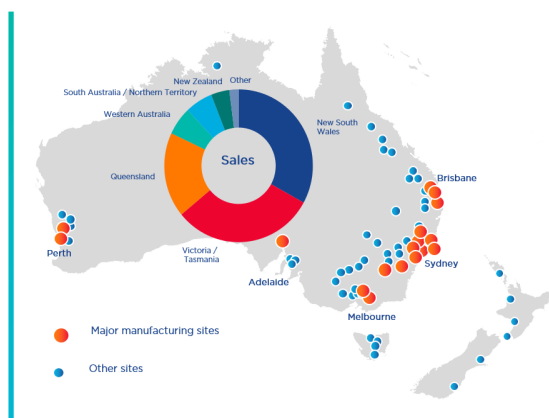 New Zealand
Other
South Australia / Northern Territory
Western Australia
New South
Wales
Sales
Queensland
Brisbane
Victoria /
Tasmania
Perth
Sydney
Adelaide
Melbourne
Major manufacturing sites
Other sites